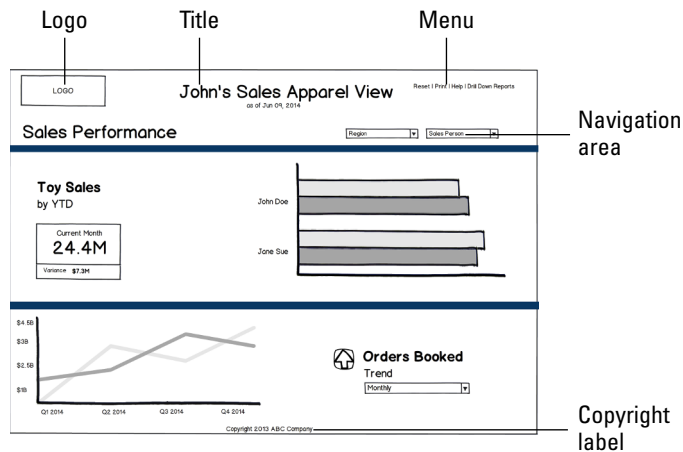 Logo
Title
Menu
LOGO
John's Sales Apparel View
as of Jun 09, 2014
Reset | Print | Help | Drill Down Reports
Navigation
area
Sales Performance
Region
Sales Person
Toy Sales
by YTD
Current Month
24.4M
Variance $7.3M
John Doe
Jane Sue
$4.5B
$3B
$2.5B
$1B
Q1 2014
Q2 2014
Q3 2014
Q4 2014
Orders Booked
Trend
Monthly
Copyright 2013 ABC Company
Copyright
label